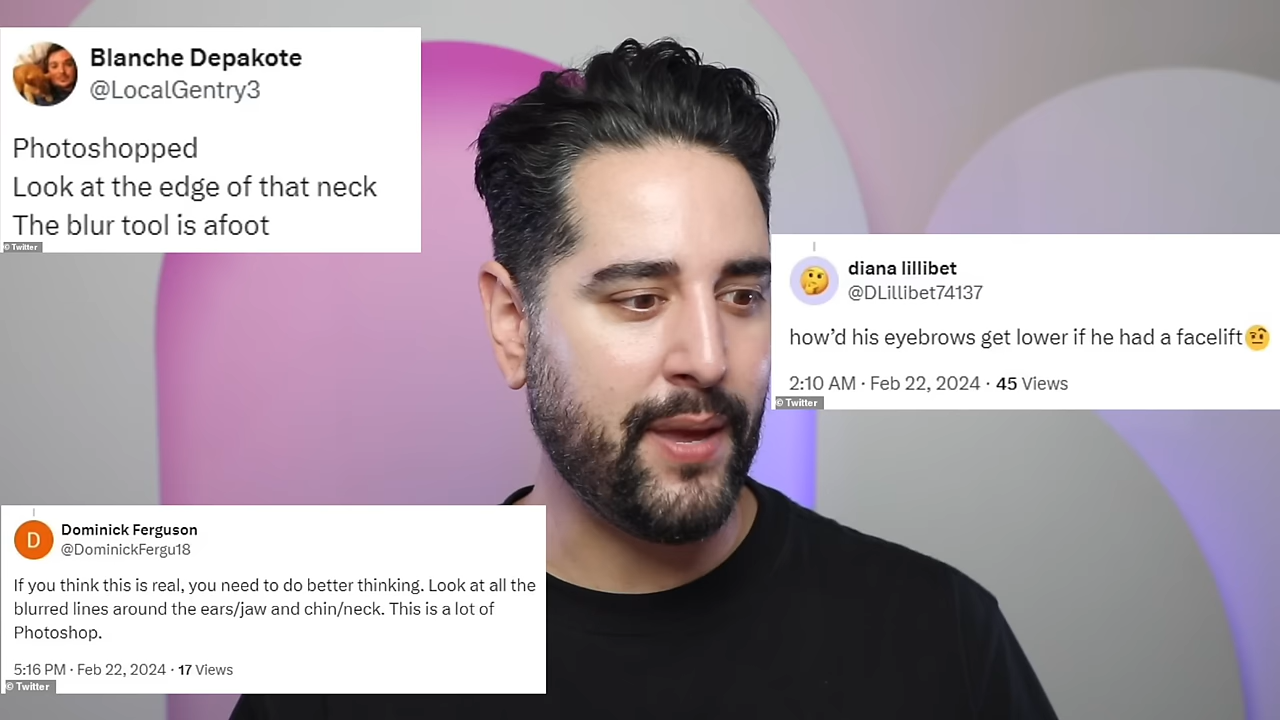 Blanche Depakote
@LocalGentry3
Photoshopped
Look at the edge of that neck
The blur tool is afoot
© Twitter
diana lillibet
@DLillibet74137
how’d his eyebrows get lower if he had a facelift🤨
2:10 AM · Feb 22, 2024 · 45 Views
© Twitter
D
Dominick Ferguson
@DominickFergu18
If you think this is real, you need to do better thinking. Look at all the
blurred lines around the ears/jaw and chin/neck. This is a lot of
Photoshop.
5:16 PM · Feb 22, 2024 · 17 Views
© Twitter